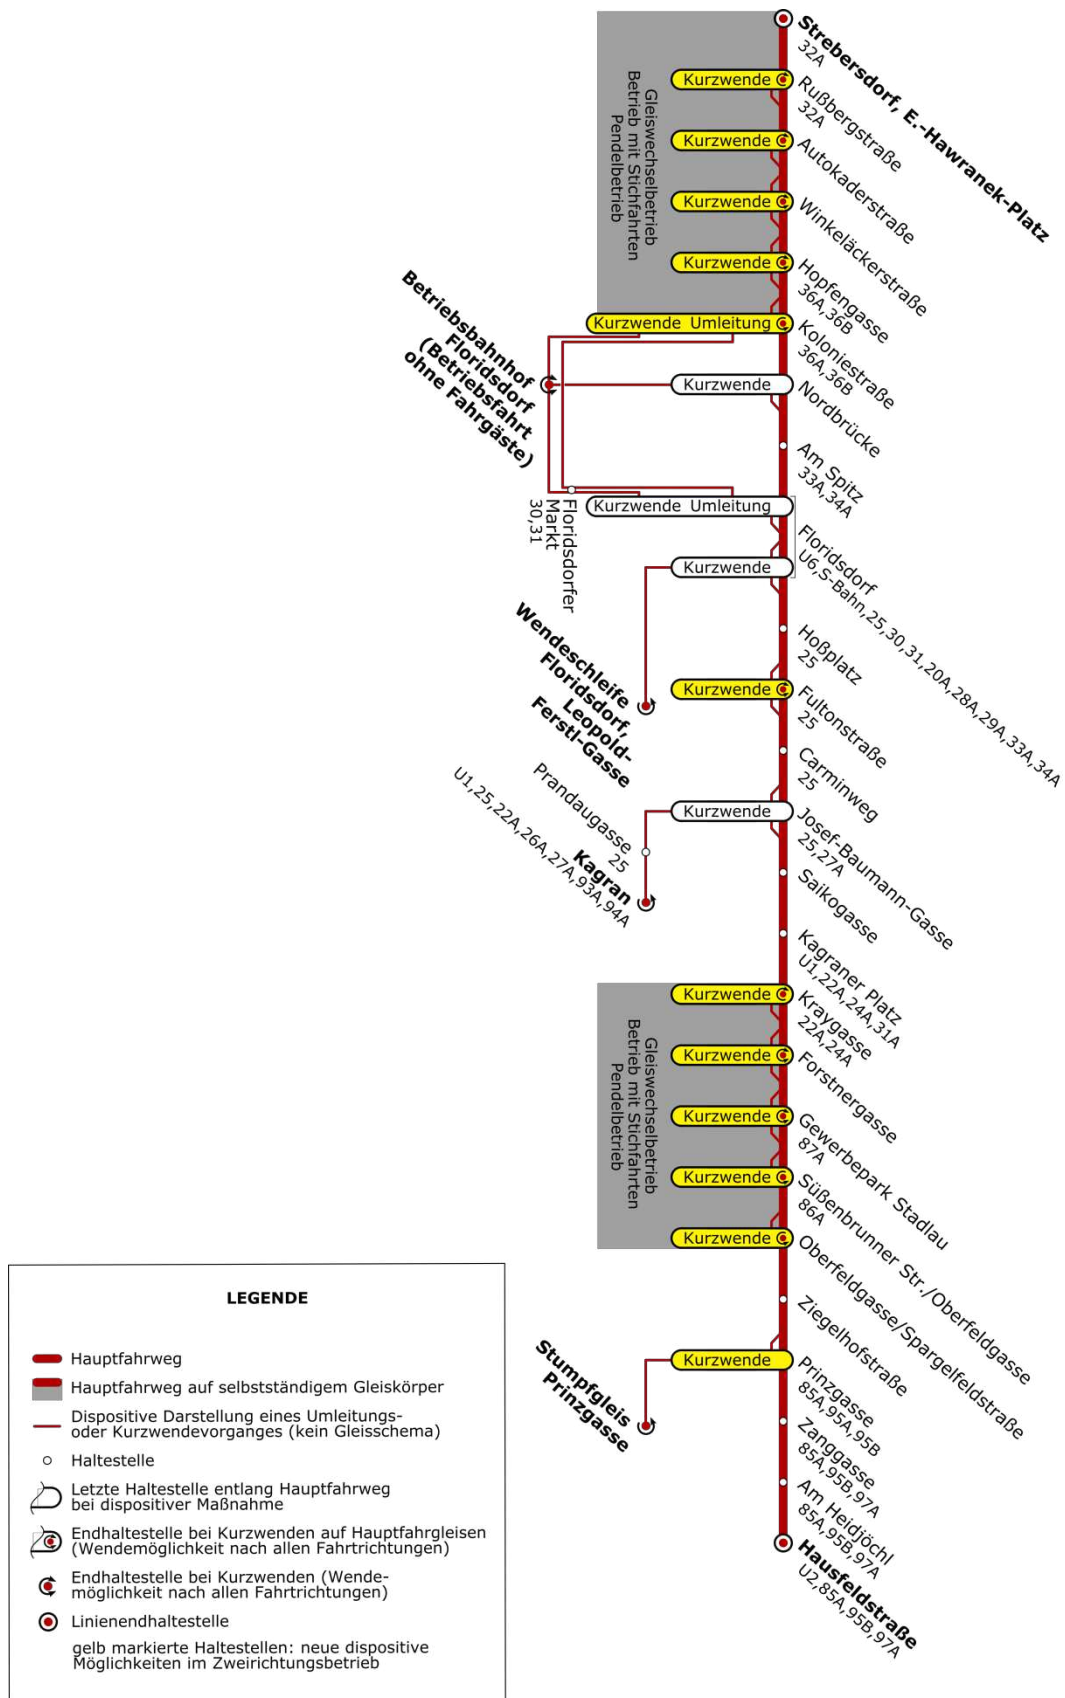 Strebersdorf, E.-Hawranek-Platz
32A
Kurzwende
Rußbergstraße
32A
Kurzwende
Autokaderstraße
Kurzwende
Winkeläckerstraße
Kurzwende
Hopfengasse
36A,36B
Gleiswechselbetrieb
Betrieb mit Stichfahrten
Pendelbetrieb
Kurzwende Umleitung
Koloniestraße
36A,36B
Betriebsbahnhof
Floridsdorf
(Betriebsfahrt
ohne Fahrgäste)
Kurzwende
Nordbrücke
Am Spitz
33A,34A
Floridsdorfer
Markt
30,31
Kurzwende Umleitung
Kurzwende
Floridsdorf
U6,S-Bahn,25,30,31,20A,28A,29A,33A,34A
Wendeschleife
Floridsdorf,
Leopold-
Ferstl-Gasse
Hoßplatz
25
Kurzwende
Fultonstraße
25
Carminweg
25
Kurzwende
Josef-Baumann-Gasse
25,27A
Prandaugasse
25
Kagran
U1,25,22A,26A,27A,93A,94A
Saikogasse
Kagraner Platz
U1,22A,24A,31A
Kurzwende
Kraygasse
22A,24A
Kurzwende
Forstnergasse
Kurzwende
Gewerbepark Stadlau
87A
Kurzwende
Süßenbrunner Str./Oberfeldgasse
86A
Kurzwende
Oberfeldgasse/Spargelfeldstraße
Gleiswechselbetrieb
Betrieb mit Stichfahrten
Pendelbetrieb
Ziegelhofstraße
Kurzwende
Prinzgasse
85A,95A,95B
Stumpfgleis
Prinzgasse
Zanggasse
85A,95B,97A
Am Heidjöchl
85A,95B,97A
Hausfeldstraße
U2,85A,95B,97A
LEGENDE
Hauptfahrweg
Hauptfahrweg auf selbstständigem Gleiskörper
Dispositive Darstellung eines Umleitungs-
oder Kurzwendevorganges (kein Gleisschema)
Haltestelle
Letzte Haltestelle entlang Hauptfahrweg
bei dispositiver Maßnahme
Endhaltestelle bei Kurzwenden auf Hauptfahrgleisen
(Wendemöglichkeit nach allen Fahrtrichtungen)
Endhaltestelle bei Kurzwenden (Wende-
möglichkeit nach allen Fahrtrichtungen)
Linienendhaltestelle
gelb markierte Haltestellen: neue dispositive
Möglichkeiten im Zweirichtungsbetrieb